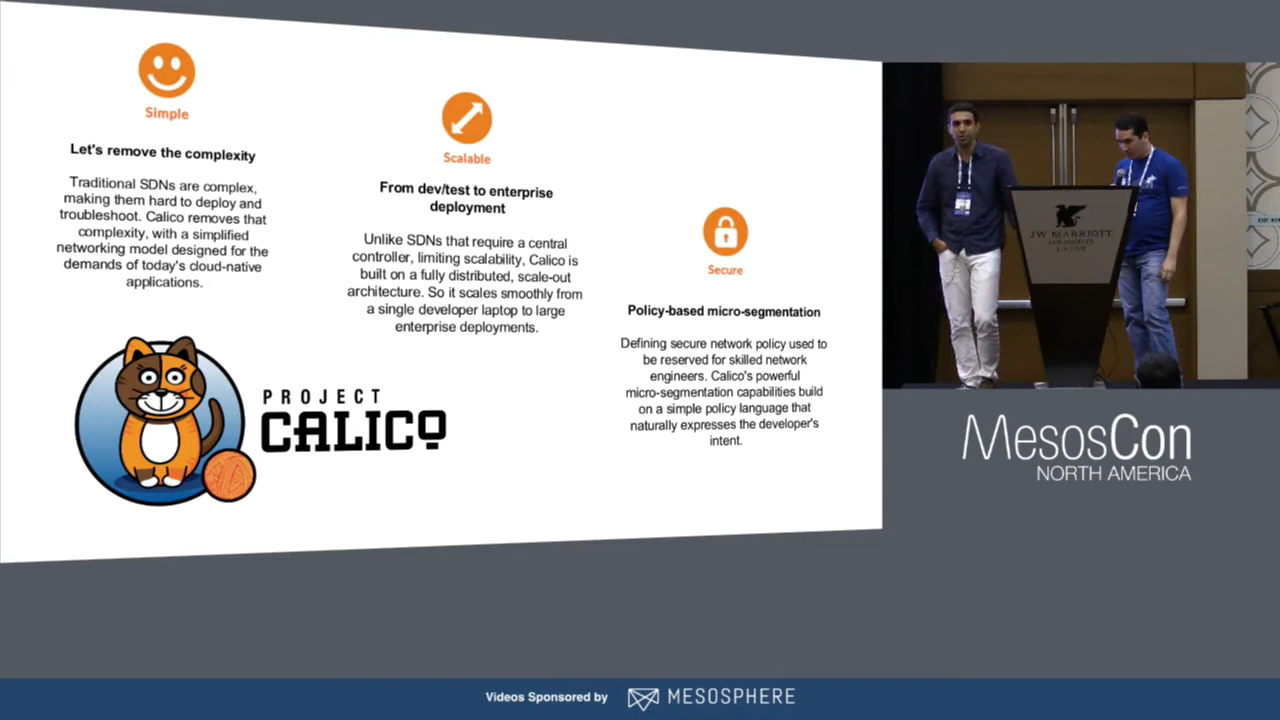 Simple
Let's remove the complexity
Traditional SDNs are complex,
making them hard to deploy and
troubleshoot. Calico removes that
complexity, with a simplified
networking model designed for the
demands of today's cloud-native
applications.
Scalable
From dev/test to enterprise
deployment
Unlike SDNs that require a central
controller, limiting scalability, Calico is
built on a fully distributed, scale-out
architecture. So it scales smoothly from
a single developer laptop to large
enterprise deployments.
Secure
Policy-based micro-segmentation
Defining secure network policy used to
be reserved for skilled network
engineers. Calico's powerful
micro-segmentation capabilities build
on a simple policy language that
naturally expresses the developer's
intent.
PROJECT
CALICO
JW MARRIOTT
LOS ANGELES
L.A. LIVE
MesosCon
NORTH AMERICA
Videos Sponsored by MESOSPHERE